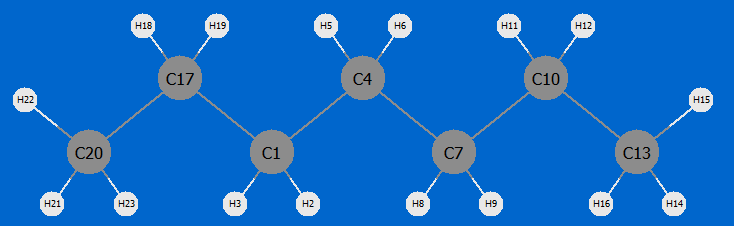 H18 H19 H5 H6 H11 H12
C17 C4 C10
H22 H15
C20 C1 C7 C13
H21 H23 H3 H2 H8 H9 H16 H14